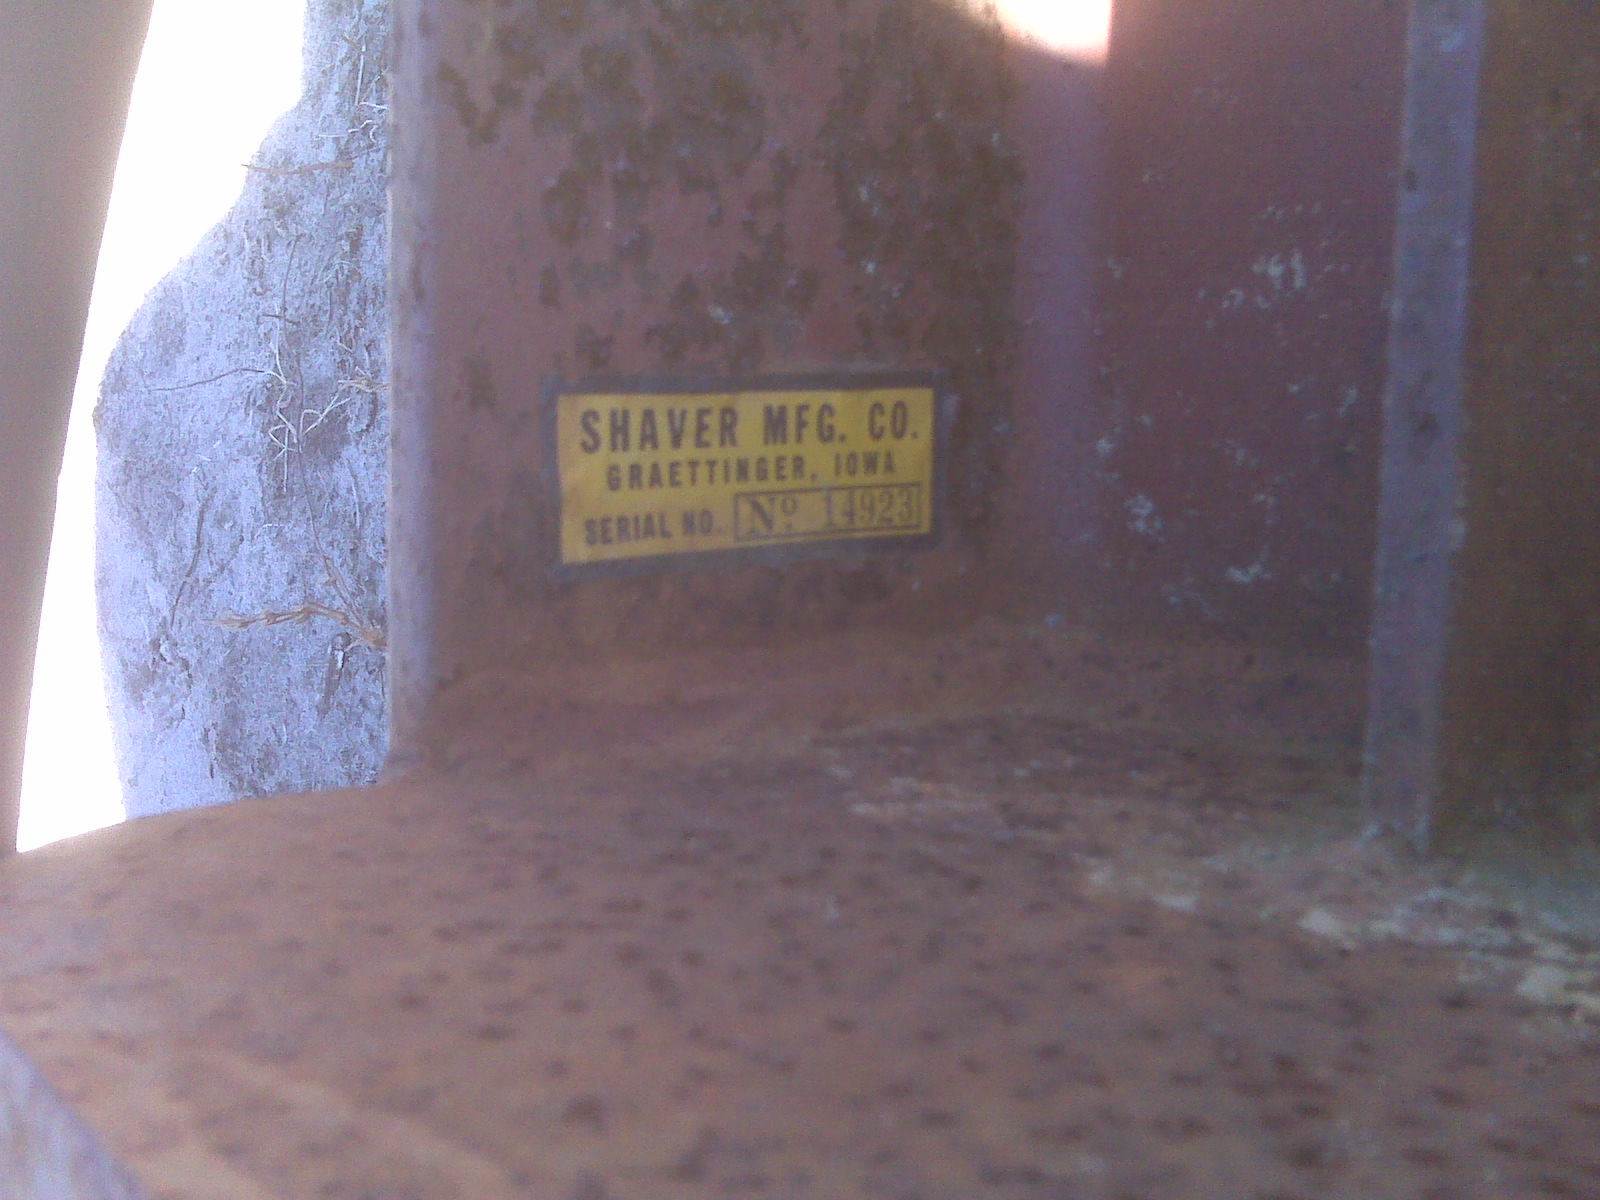 SHAVER MFG. CO.
GRAETTINGER, IOWA
SERIAL NO. Nº 14923